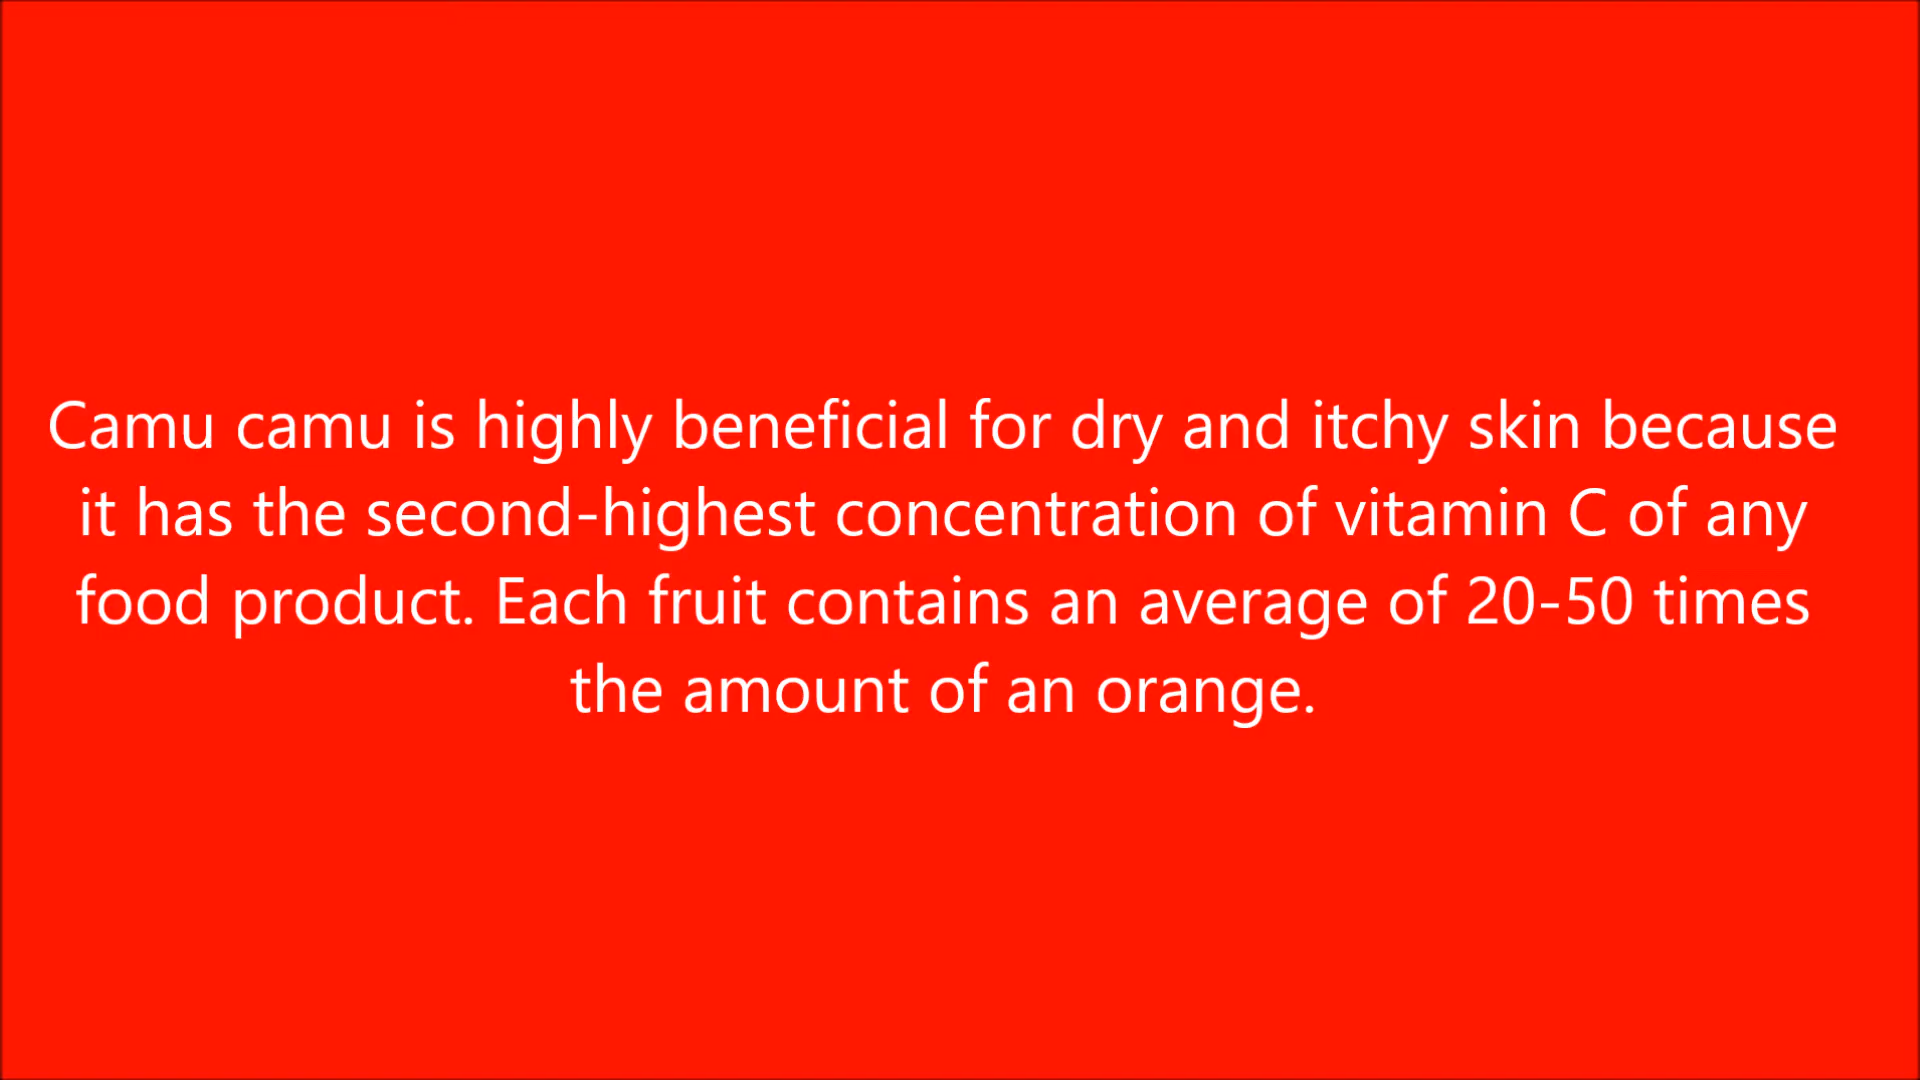 Camu camu is highly beneficial for dry and itchy skin because
it has the second-highest concentration of vitamin C of any
food product. Each fruit contains an average of 20-50 times
the amount of an orange.